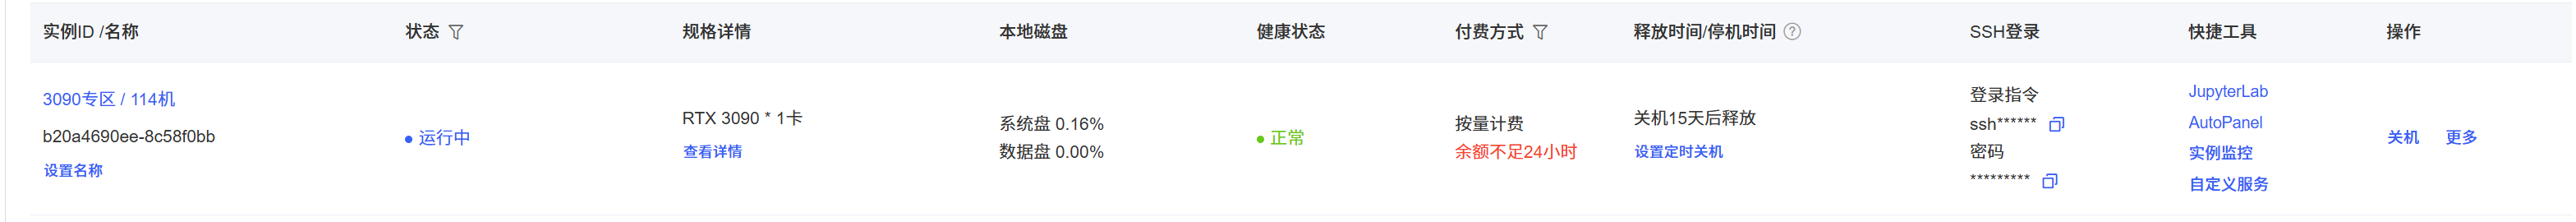 实例ID /名称 状态 规格详情 本地磁盘 健康状态 付费方式 释放时间/停机时间 ? SSH登录 快捷工具 操作
3090专区 / 114机
b20a4690ee-8c58f0bb
设置名称
运行中
RTX 3090 * 1卡
查看详情
系统盘 0.16%
数据盘 0.00%
正常
按量计费
余额不足24小时
关机15天后释放
设置定时关机
登录指令
ssh******
密码
*********
JupyterLab
AutoPanel
实例监控
自定义服务
关机 更多